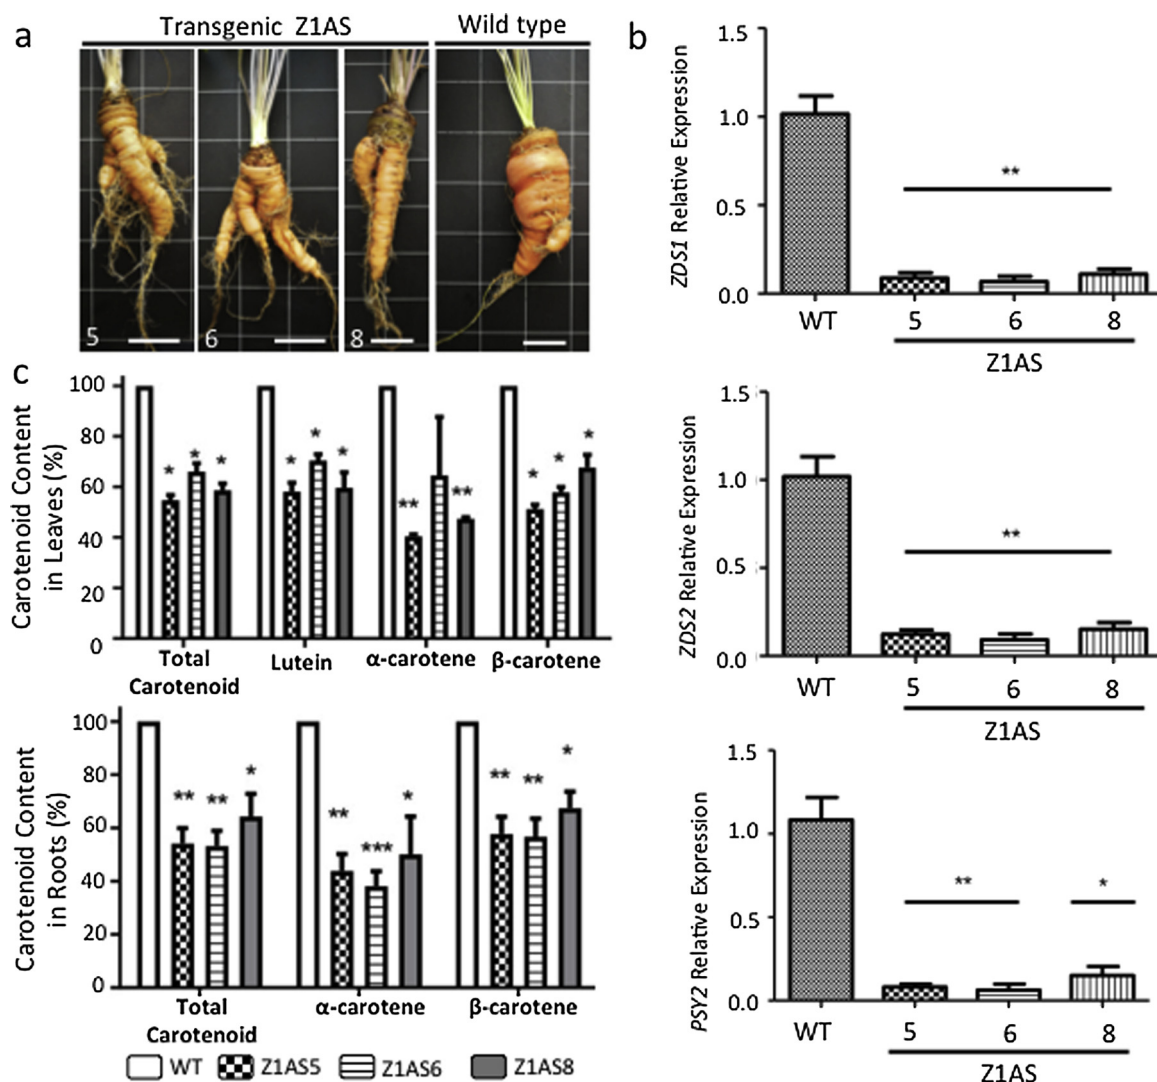 a
Transgenic Z1AS
Wild type
5
6
8
b
1.5
1.0
0.5
0.0
ZDS1 Relative Expression
**
WT
5 6 8
Z1AS
1.5
1.0
0.5
0.0
ZDS2 Relative Expression
**
WT
5 6 8
Z1AS
1.5
1.0
0.5
0.0
PSY2 Relative Expression
** *
WT
5 6 8
Z1AS
c
100
80
60
40
20
0
Carotenoid Content
in Leaves (%)
* * *
* * *
** **
* * *
Total
Carotenoid
Lutein
α-carotene
β-carotene
100
80
60
40
20
0
Carotenoid Content
in Roots (%)
** ** *
** *** *
** ** *
Total
Carotenoid
α-carotene
β-carotene
WT Z1AS5 Z1AS6 Z1AS8